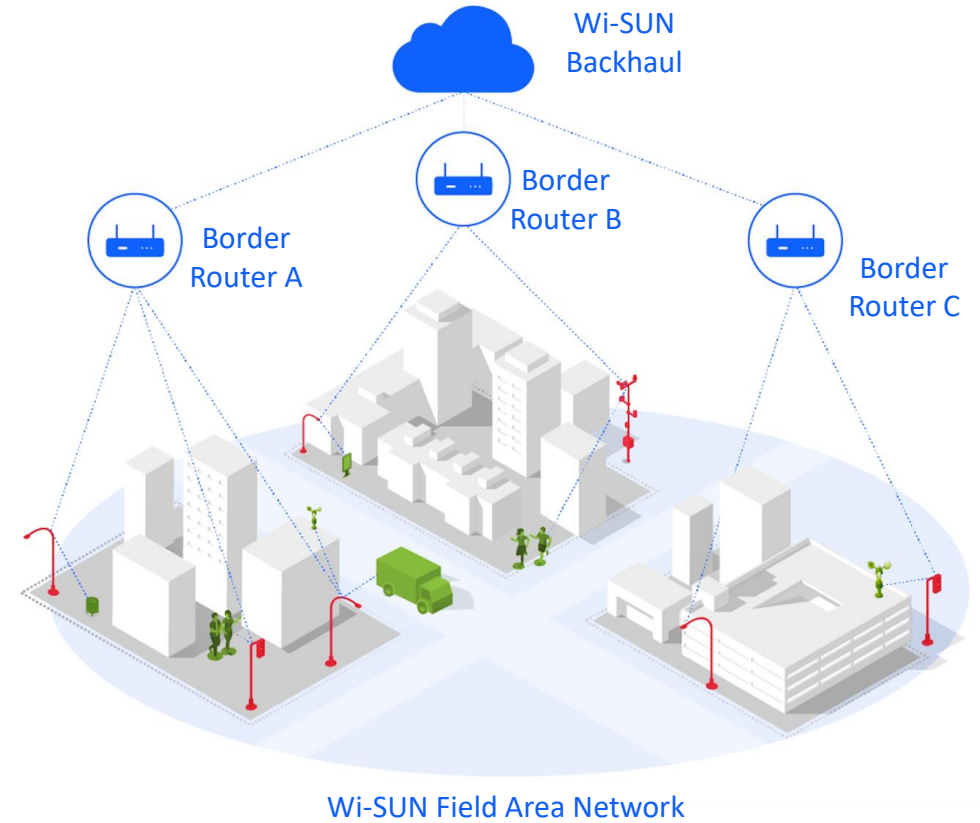 Wi-SUN
Backhaul
Border
Router B
Border
Router A
Border
Router C
Wi-SUN Field Area Network